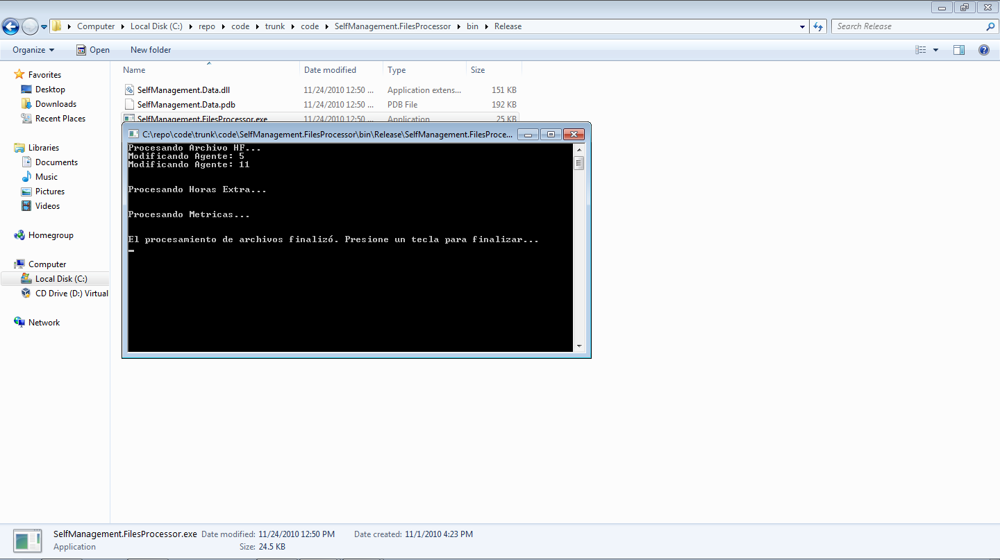 Computer Local Disk (C:) repo code trunk code SelfManagement.FilesProcessor bin Release
Search Release
Organize Open New folder
Name Date modified Type Size
Favorites
Desktop
Downloads
Recent Places
Libraries
Documents
Music
Pictures
Videos
Homegroup
Computer
Local Disk (C:)
CD Drive (D:) Virtual
Network
SelfManagement.Data.dll 11/24/2010 12:50 ... Application extens... 151 KB
SelfManagement.Data.pdb 11/24/2010 12:50 ... PDB File 192 KB
SelfManagement.FilesProcessor.exe 11/24/2010 12:50 ... Application 25 KB
C:\repo\code\trunk\code\SelfManagement.FilesProcessor\bin\Release\SelfManagement.FilesProce...
Procesando Archivo HF...
Modificando Agente: 5
Modificando Agente: 11
Procesando Horas Extra...
Procesando Metricas...
El procesamiento de archivos finalizó. Presione un tecla para finalizar...
SelfManagement.FilesProcessor.exe Date modified: 11/24/2010 12:50 PM Date created: 11/1/2010 4:23 PM
Application Size: 24.5 KB